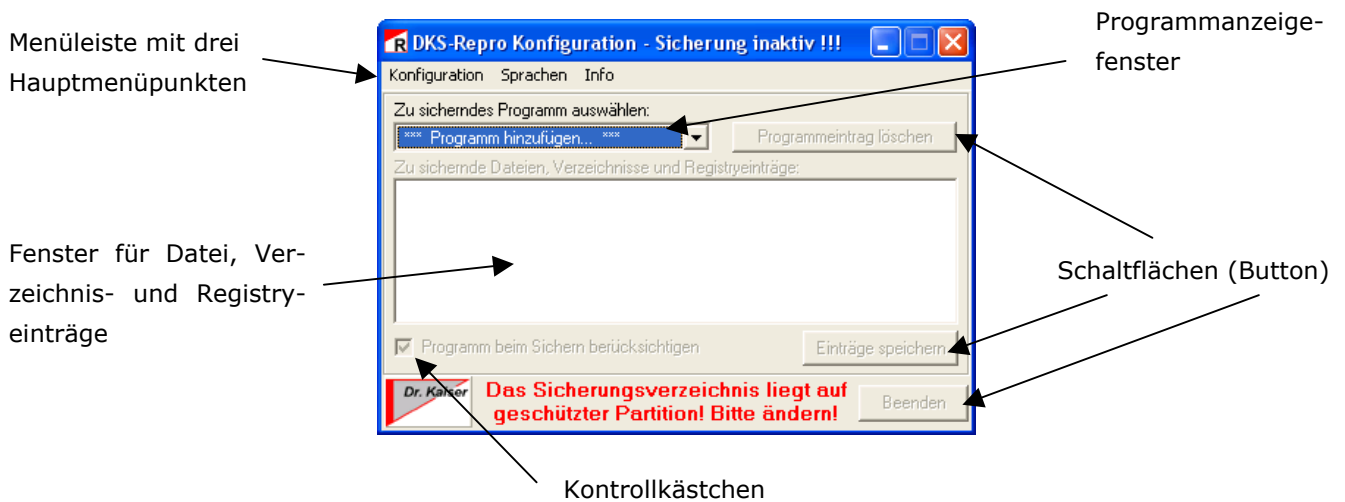 Programmanzeige-
fenster
Menüleiste mit drei
Hauptmenüpunkten
DKS-Repro Konfiguration - Sicherung inaktiv !!!
Konfiguration Sprachen Info
Zu sicherndes Programm auswählen:
*** Programm hinzufügen... ***
Programmeintrag löschen
Zu sichernde Dateien, Verzeichnisse und Registryeinträge:
Fenster für Datei, Ver-
zeichnis- und Registry-
einträge
Schaltflächen (Button)
Programm beim Sichern berücksichtigen
Einträge speichern
Dr. Kaiser
Das Sicherungsverzeichnis liegt auf
geschützter Partition! Bitte ändern!
Beenden
Kontrollkästchen
R